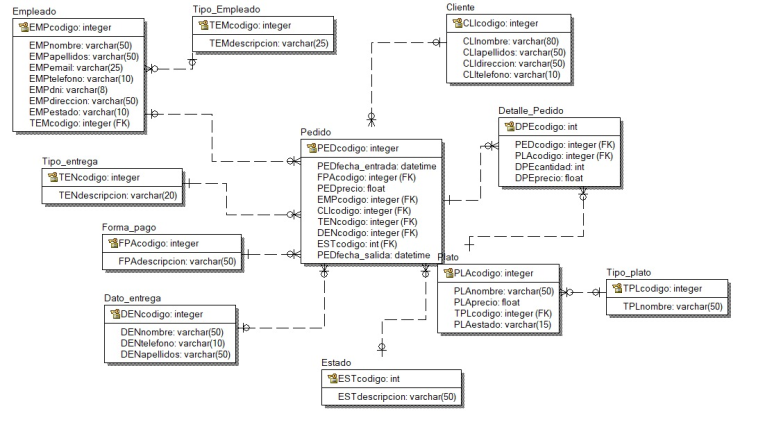 Empleado
EMPcodigo: integer
EMPnombre: varchar(50)
EMPapellidos: varchar(50)
EMPemail: varchar(25)
EMPtelefono: varchar(10)
EMPdni: varchar(8)
EMPdireccion: varchar(50)
EMPestado: varchar(10)
TEMcodigo: integer (FK)
Tipo_Empleado
TEMcodigo: integer
TEMdescripcion: varchar(25)
Cliente
CLIcodigo: integer
CLInombre: varchar(80)
CLIapellidos: varchar(50)
CLIdireccion: varchar(50)
CLItelefono: varchar(10)
Detalle_Pedido
DPEcodigo: int
PEDcodigo: integer (FK)
PLAcodigo: integer (FK)
DPEcantidad: int
DPEprecio: float
Pedido
PEDcodigo: integer
PEDfecha_entrada: datetime
FPAcodigo: integer (FK)
PEDprecio: float
EMPcodigo: integer (FK)
CLIcodigo: integer (FK)
TENcodigo: integer (FK)
DENcodigo: integer (FK)
ESTcodigo: int (FK)
PEDfecha_salida: datetime
Tipo_entrega
TENcodigo: integer
TENdescripcion: varchar(20)
Forma_pago
FPAcodigo: integer
FPAdescripcion: varchar(50)
Plato
PLAcodigo: integer
PLAnombre: varchar(50)
PLAprecio: float
TPLcodigo: integer (FK)
PLAestado: varchar(15)
Tipo_plato
TPLcodigo: integer
TPLnombre: varchar(50)
Dato_entrega
DENcodigo: integer
DENnombre: varchar(50)
DENtelefono: varchar(10)
DENapellidos: varchar(50)
Estado
ESTcodigo: int
ESTdescripcion: varchar(50)